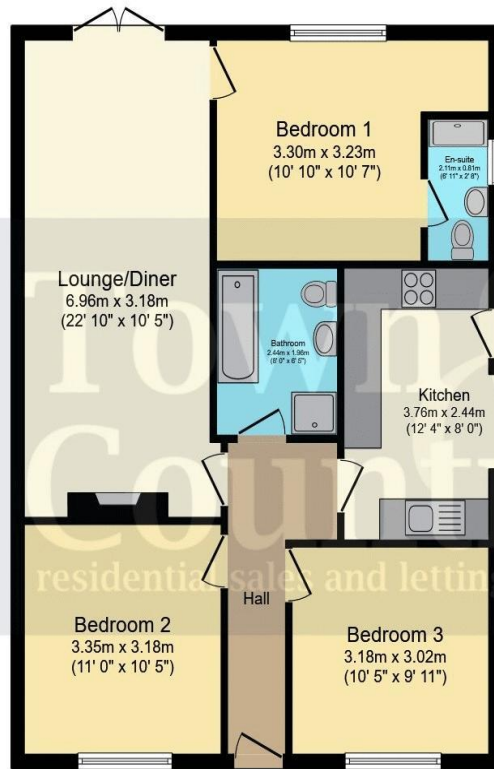 Bedroom 1
3.30m x 3.23m
(10' 10" x 10' 7")
En-suite
2.11m x 0.81m
(6' 11" x 2' 8")
Lounge/Diner
6.96m x 3.18m
(22' 10" x 10' 5")
Bathroom
2.44m x 1.96m
(8' 0" x 6' 5")
Kitchen
3.76m x 2.44m
(12' 4" x 8' 0")
Town
Count
residential sales and letting
Hall
Bedroom 2
3.35m x 3.18m
(11' 0" x 10' 5")
Bedroom 3
3.18m x 3.02m
(10' 5" x 9' 11")